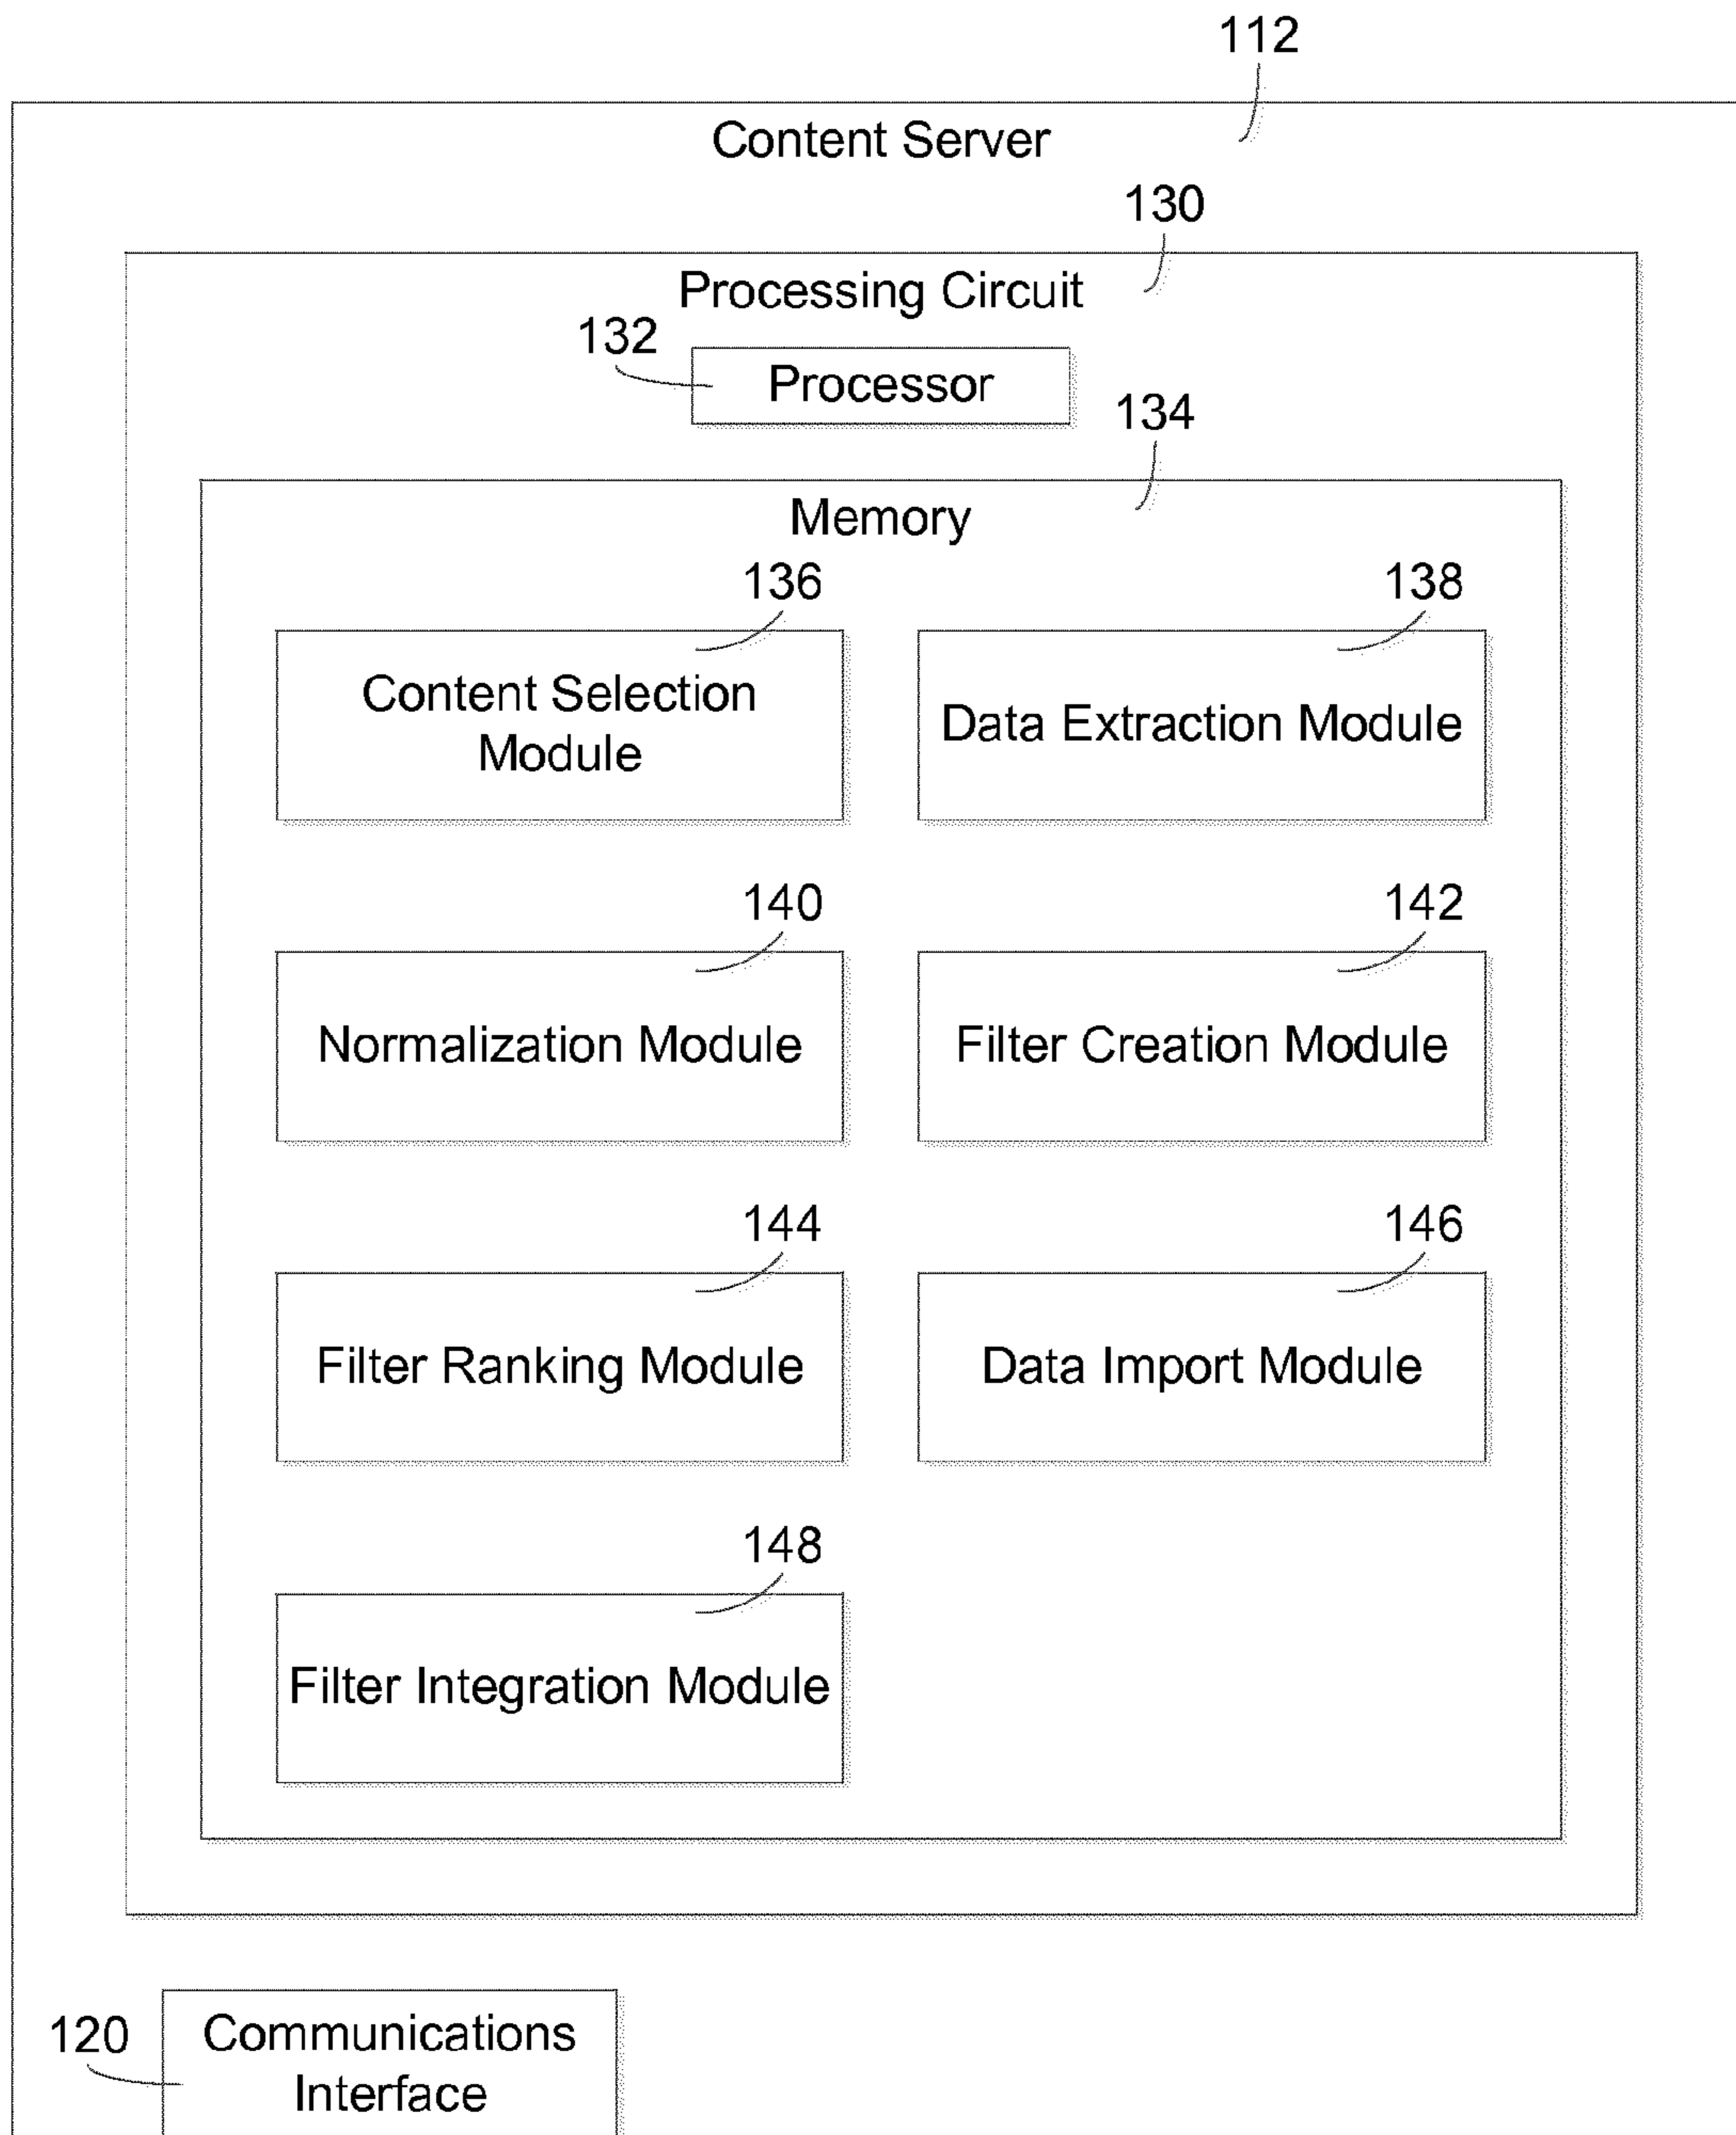 112
Content Server
130
Processing Circuit
132
Processor
134
Memory
136
Content Selection
Module
138
Data Extraction Module
140
Normalization Module
142
Filter Creation Module
144
Filter Ranking Module
146
Data Import Module
148
Filter Integration Module
120
Communications
Interface